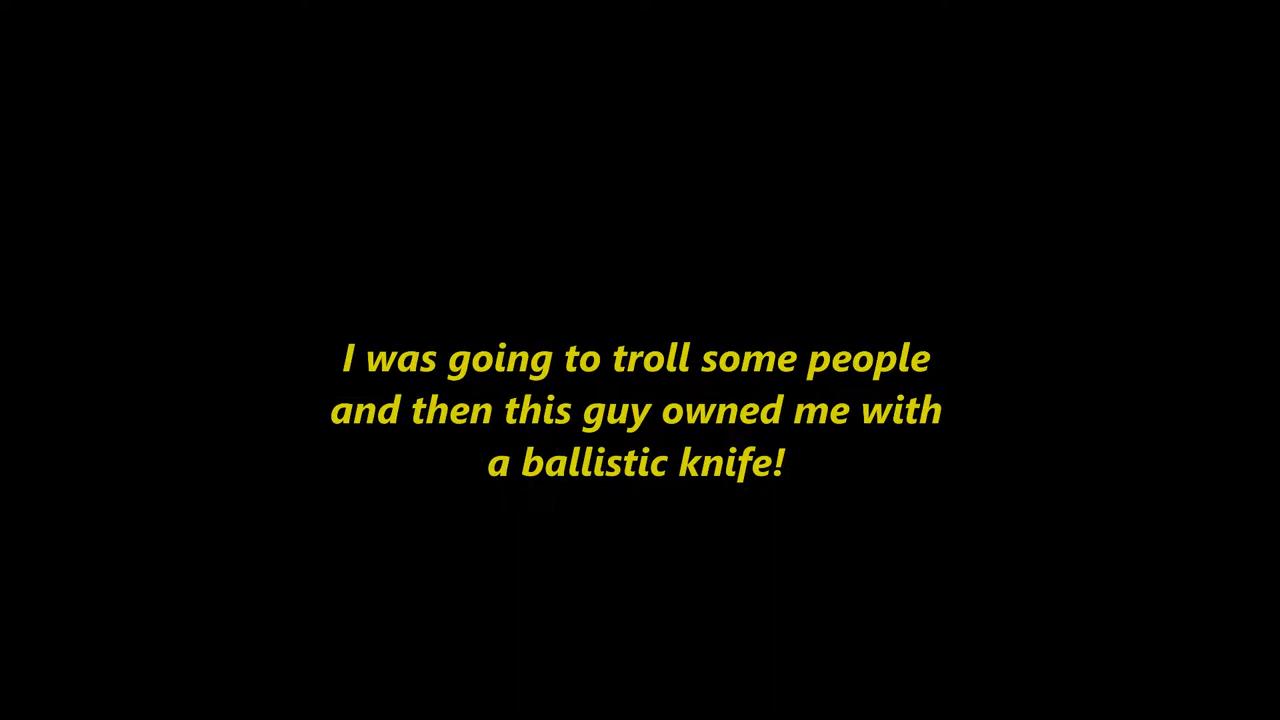 I was going to troll some people
and then this guy owned me with
a ballistic knife!